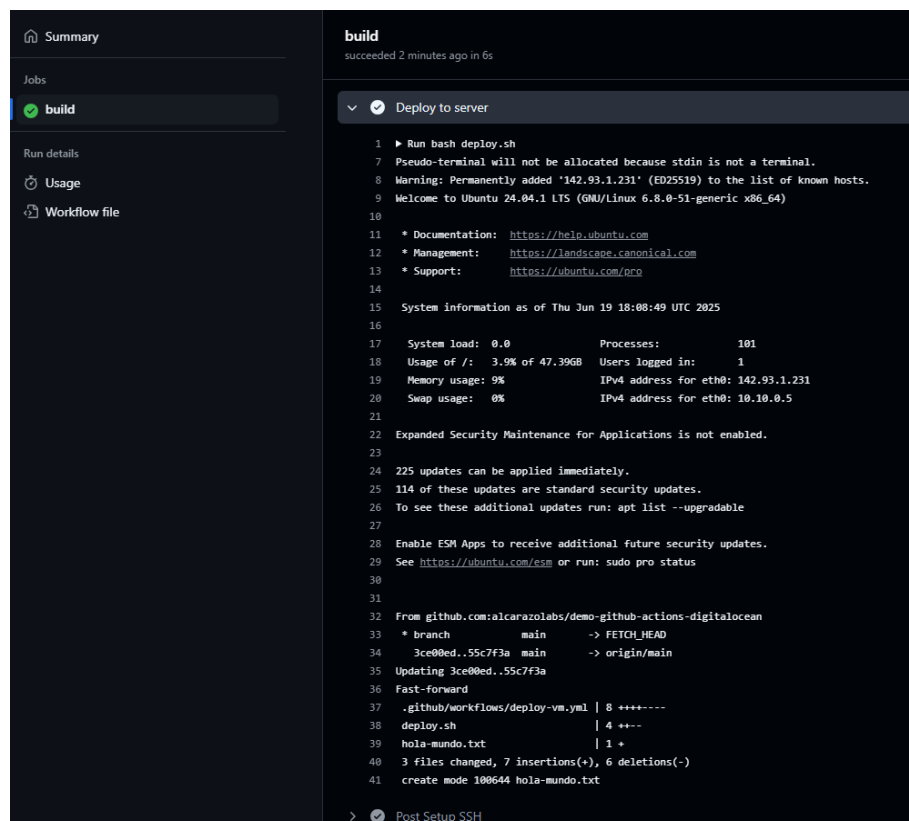 Summary
Jobs
build
Run details
Usage
Workflow file
build
succeeded 2 minutes ago in 6s
Deploy to server
1 Run bash deploy.sh
7 Pseudo-terminal will not be allocated because stdin is not a terminal.
8 Warning: Permanently added '142.93.1.231' (ED25519) to the list of known hosts.
9 Welcome to Ubuntu 24.04.1 LTS (GNU/Linux 6.8.0-51-generic x86_64)
10
11 * Documentation: https://help.ubuntu.com
12 * Management: https://landscape.canonical.com
13 * Support: https://ubuntu.com/pro
14
15 System information as of Thu Jun 19 18:08:49 UTC 2025
16
17 System load: 0.0 Processes: 101
18 Usage of /: 3.9% of 47.39GB Users logged in: 1
19 Memory usage: 9% IPv4 address for eth0: 142.93.1.231
20 Swap usage: 0% IPv4 address for eth0: 10.10.0.5
21
22 Expanded Security Maintenance for Applications is not enabled.
23
24 225 updates can be applied immediately.
25 114 of these updates are standard security updates.
26 To see these additional updates run: apt list --upgradable
27
28 Enable ESM Apps to receive additional future security updates.
29 See https://ubuntu.com/esm or run: sudo pro status
30
31
32 From github.com:alcarazolabs/demo-github-actions-digitalocean
33 * branch main -> FETCH_HEAD
34 3ce00ed..55c7f3a main -> origin/main
35 Updating 3ce00ed..55c7f3a
36 Fast-forward
37 .github/workflows/deploy-vm.yml | 8 ++++----
38 deploy.sh | 4 ++--
39 hola-mundo.txt | 1 +
40 3 files changed, 7 insertions(+), 6 deletions(-)
41 create mode 100644 hola-mundo.txt
Post Setup SSH